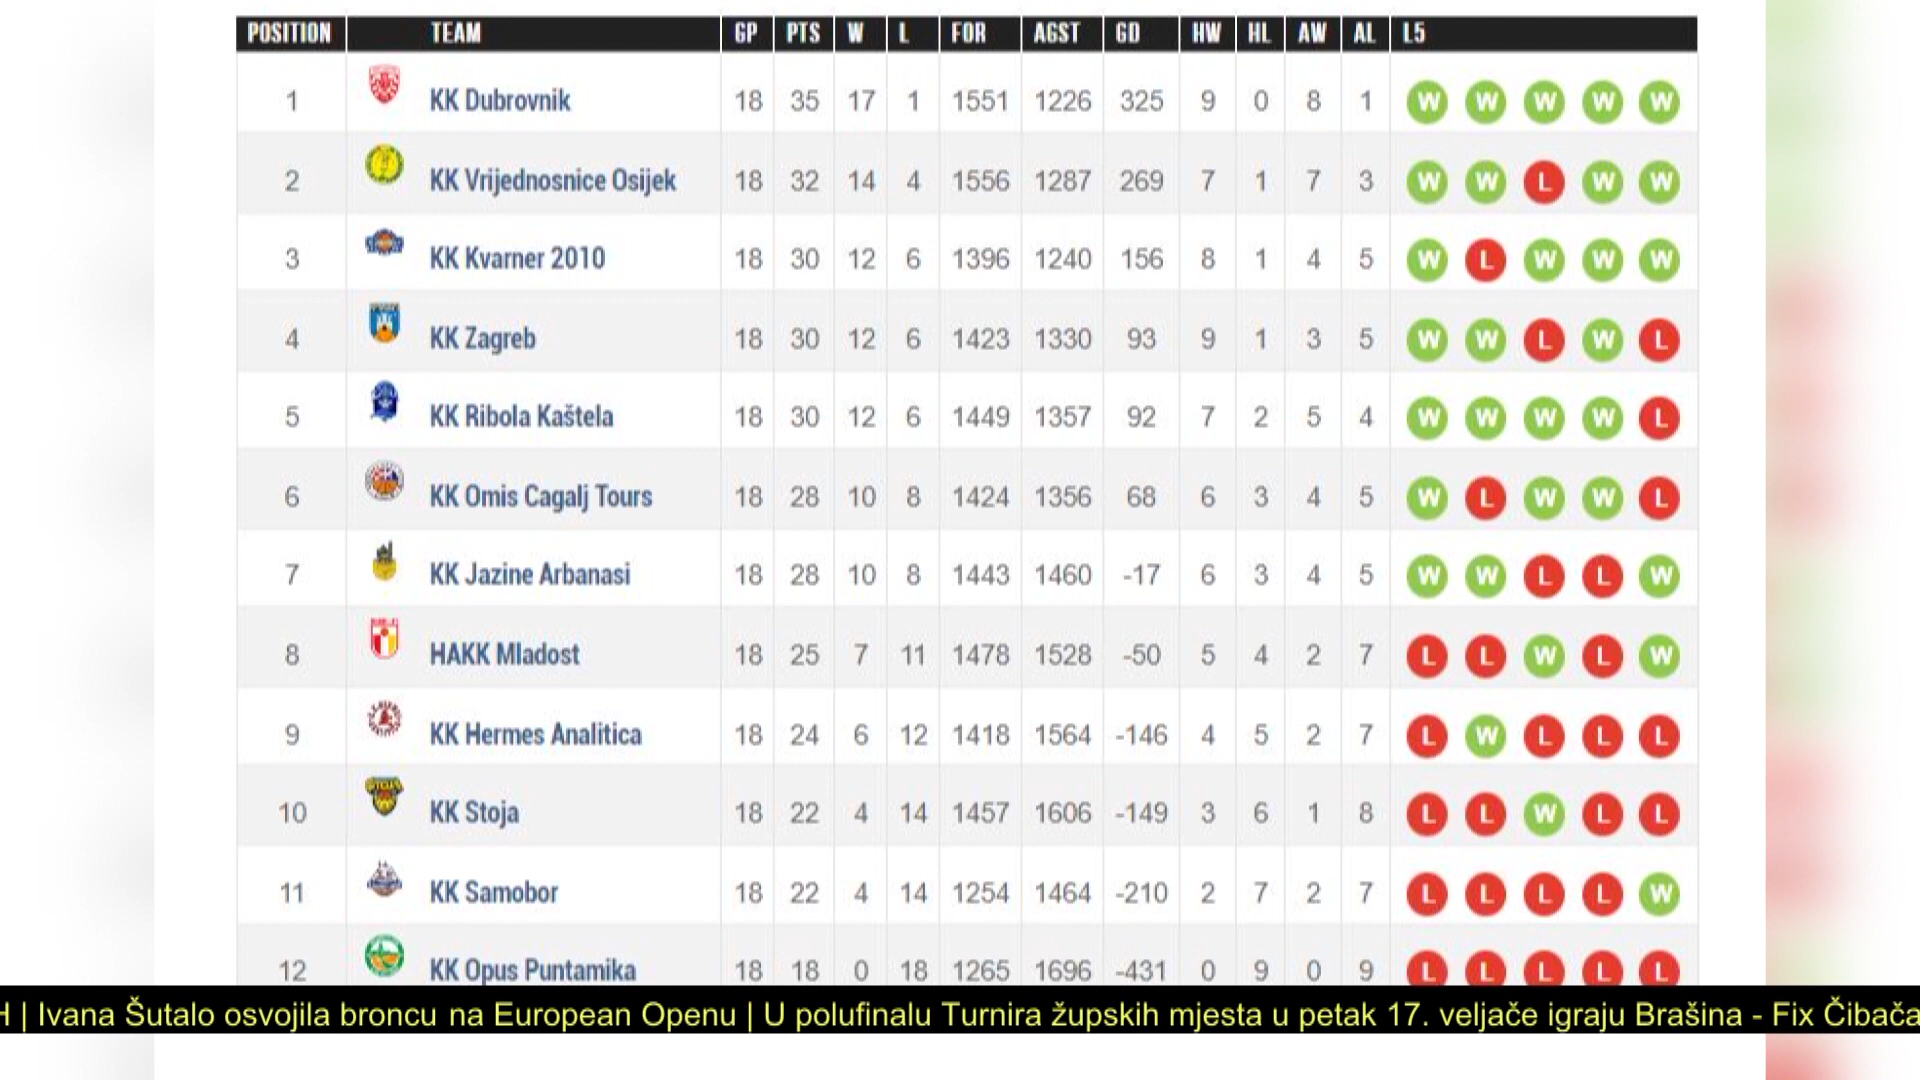 POSITION TEAM GP PTS W L FOR AGST GD HW HL AW AL L5
1 KK Dubrovnik 18 35 17 1 1551 1226 325 9 0 8 1 W W W W W
2 KK Vrijednosnice Osijek 18 32 14 4 1556 1287 269 7 1 7 3 W W L W W
3 KK Kvarner 2010 18 30 12 6 1396 1240 156 8 1 4 5 W L W W W
4 KK Zagreb 18 30 12 6 1423 1330 93 9 1 3 5 W W L W L
5 KK Ribola Kaštela 18 30 12 6 1449 1357 92 7 2 5 4 W W W W L
6 KK Omis Cagalj Tours 18 28 10 8 1424 1356 68 6 3 4 5 W L W W L
7 KK Jazine Arbanasi 18 28 10 8 1443 1460 -17 6 3 4 5 W W L L W
8 HAKK Mladost 18 25 7 11 1478 1528 -50 5 4 2 7 L L W L W
9 KK Hermes Analitica 18 24 6 12 1418 1564 -146 4 5 2 7 L W L L L
10 KK Stoja 18 22 4 14 1457 1606 -149 3 6 1 8 L L W L L
11 KK Samobor 18 22 4 14 1254 1464 -210 2 7 2 7 L L L L W
12 KK Opus Puntamika 18 18 0 18 1265 1696 -431 0 9 0 9 L L L L L
H | Ivana Šutalo osvojila broncu na European Openu | U polufinalu Turnira župskih mjesta u petak 17. veljače igraju Brašina - Fix Čibača